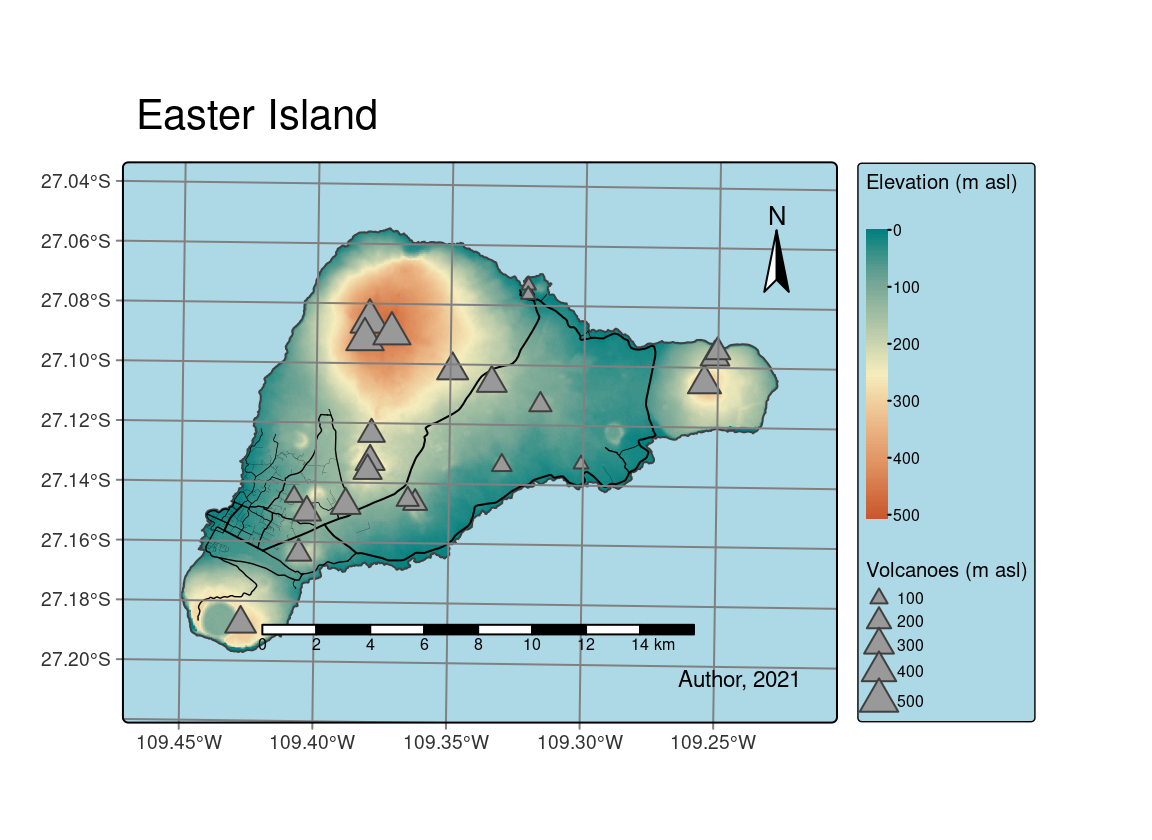 Easter Island
27.04°S
27.06°S
27.08°S
27.10°S
27.12°S
27.14°S
27.16°S
27.18°S
27.20°S
109.45°W 109.40°W 109.35°W 109.30°W 109.25°W
N
0 2 4 6 8 10 12 14 km
Author, 2021
Elevation (m asl)
0
100
200
300
400
500
Volcanoes (m asl)
100
200
300
400
500